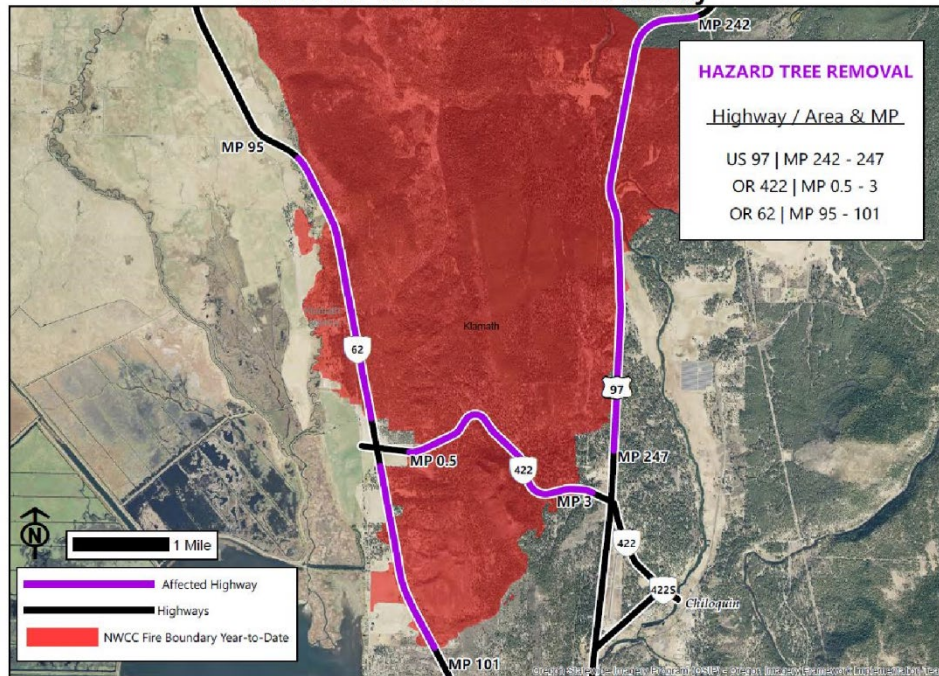 MP 242
HAZARD TREE REMOVAL
Highway / Area & MP
US 97 | MP 242 - 247
OR 422 | MP 0.5 - 3
OR 62 | MP 95 - 101
MP 95
Klamath
62
97
MP 0.5
MP 247
422
MP 3
422
N
1 Mile
422S
Chiloquin
Affected Highway
Highways
NWCC Fire Boundary Year-to-Date
MP 101